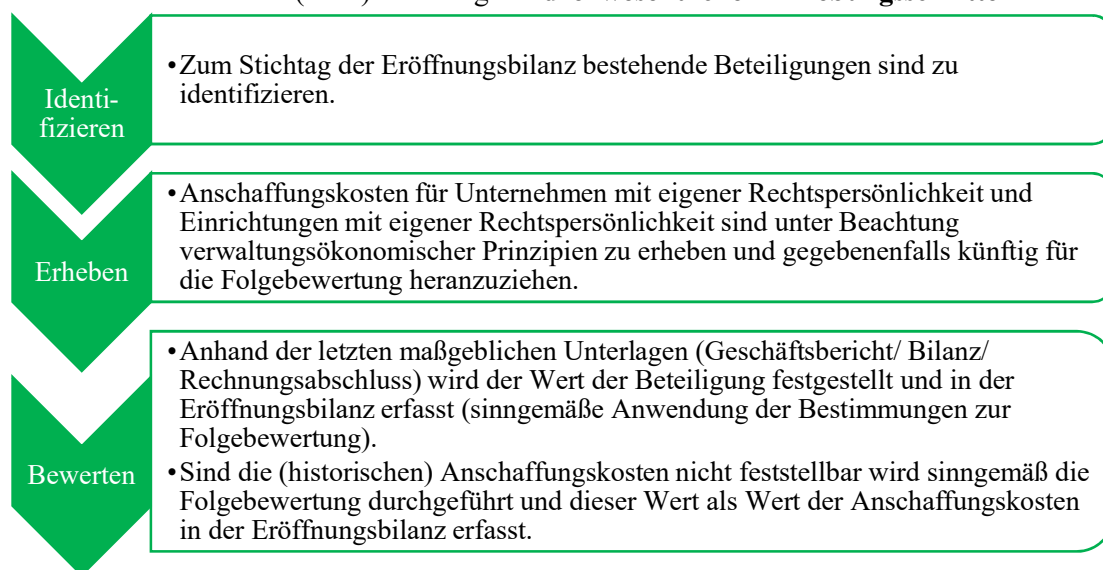 Identi-
fizieren
•Zum Stichtag der Eröffnungsbilanz bestehende Beteiligungen sind zu
identifizieren.
Erheben
•Anschaffungskosten für Unternehmen mit eigener Rechtspersönlichkeit und
Einrichtungen mit eigener Rechtspersönlichkeit sind unter Beachtung
verwaltungsökonomischer Prinzipien zu erheben und gegebenenfalls künftig für
die Folgebewertung heranzuziehen.
Bewerten
•Anhand der letzten maßgeblichen Unterlagen (Geschäftsbericht/ Bilanz/
Rechnungsabschluss) wird der Wert der Beteiligung festgestellt und in der
Eröffnungsbilanz erfasst (sinngemäße Anwendung der Bestimmungen zur
Folgebewertung).
•Sind die (historischen) Anschaffungskosten nicht feststellbar wird sinngemäß die
Folgebewertung durchgeführt und dieser Wert als Wert der Anschaffungskosten
in der Eröffnungsbilanz erfasst.